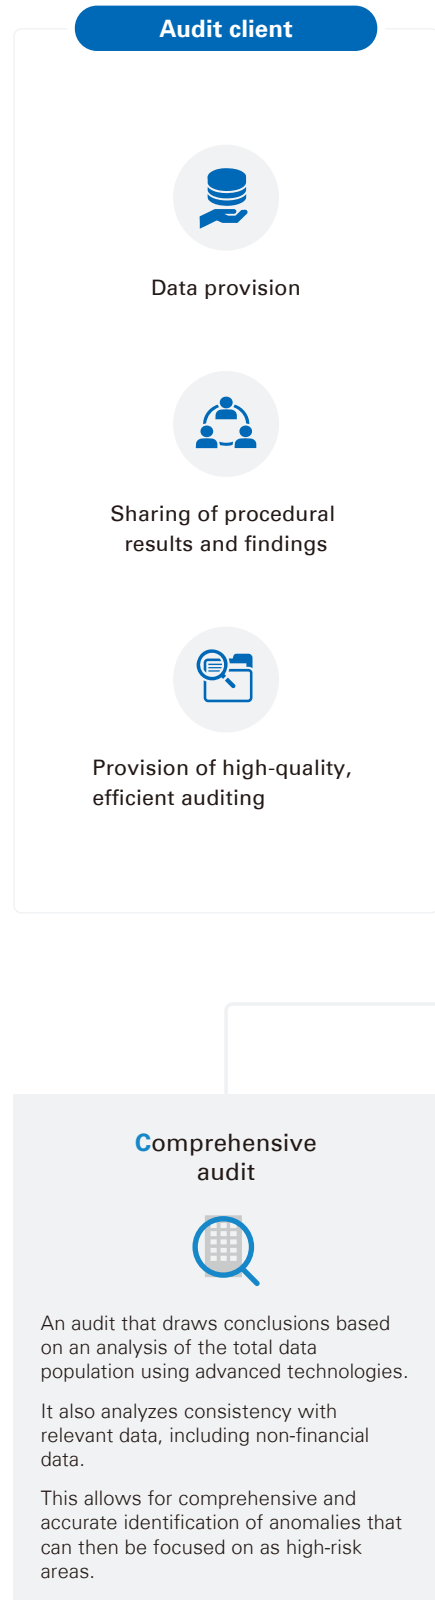 Audit client
Data provision
Sharing of procedural
results and findings
Provision of high-quality,
efficient auditing
Comprehensive
audit
An audit that draws conclusions based
on an analysis of the total data
population using advanced technologies.
It also analyzes consistency with
relevant data, including non-financial
data.
This allows for comprehensive and
accurate identification of anomalies that
can then be focused on as high-risk
areas.